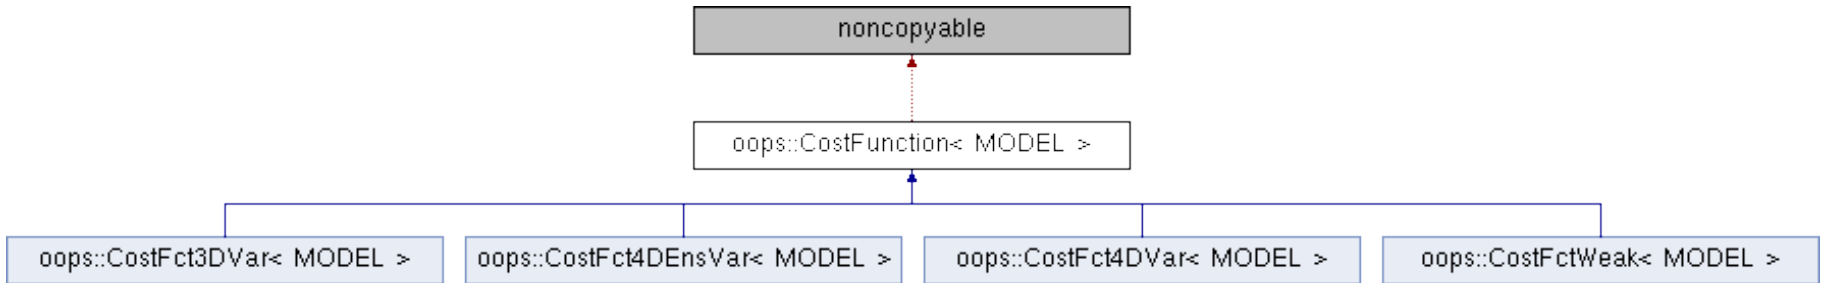 noncopyable
oops::CostFunction< MODEL >
oops::CostFct3DVar< MODEL >
oops::CostFct4DEnsVar< MODEL >
oops::CostFct4DVar< MODEL >
oops::CostFctWeak< MODEL >